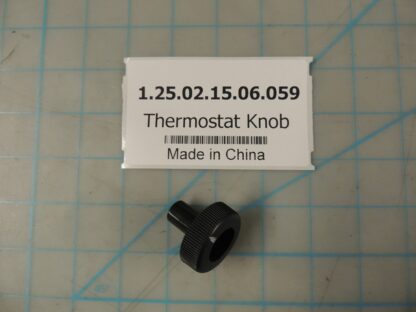 1.25.02.15.06.059
Thermostat Knob
Made in China